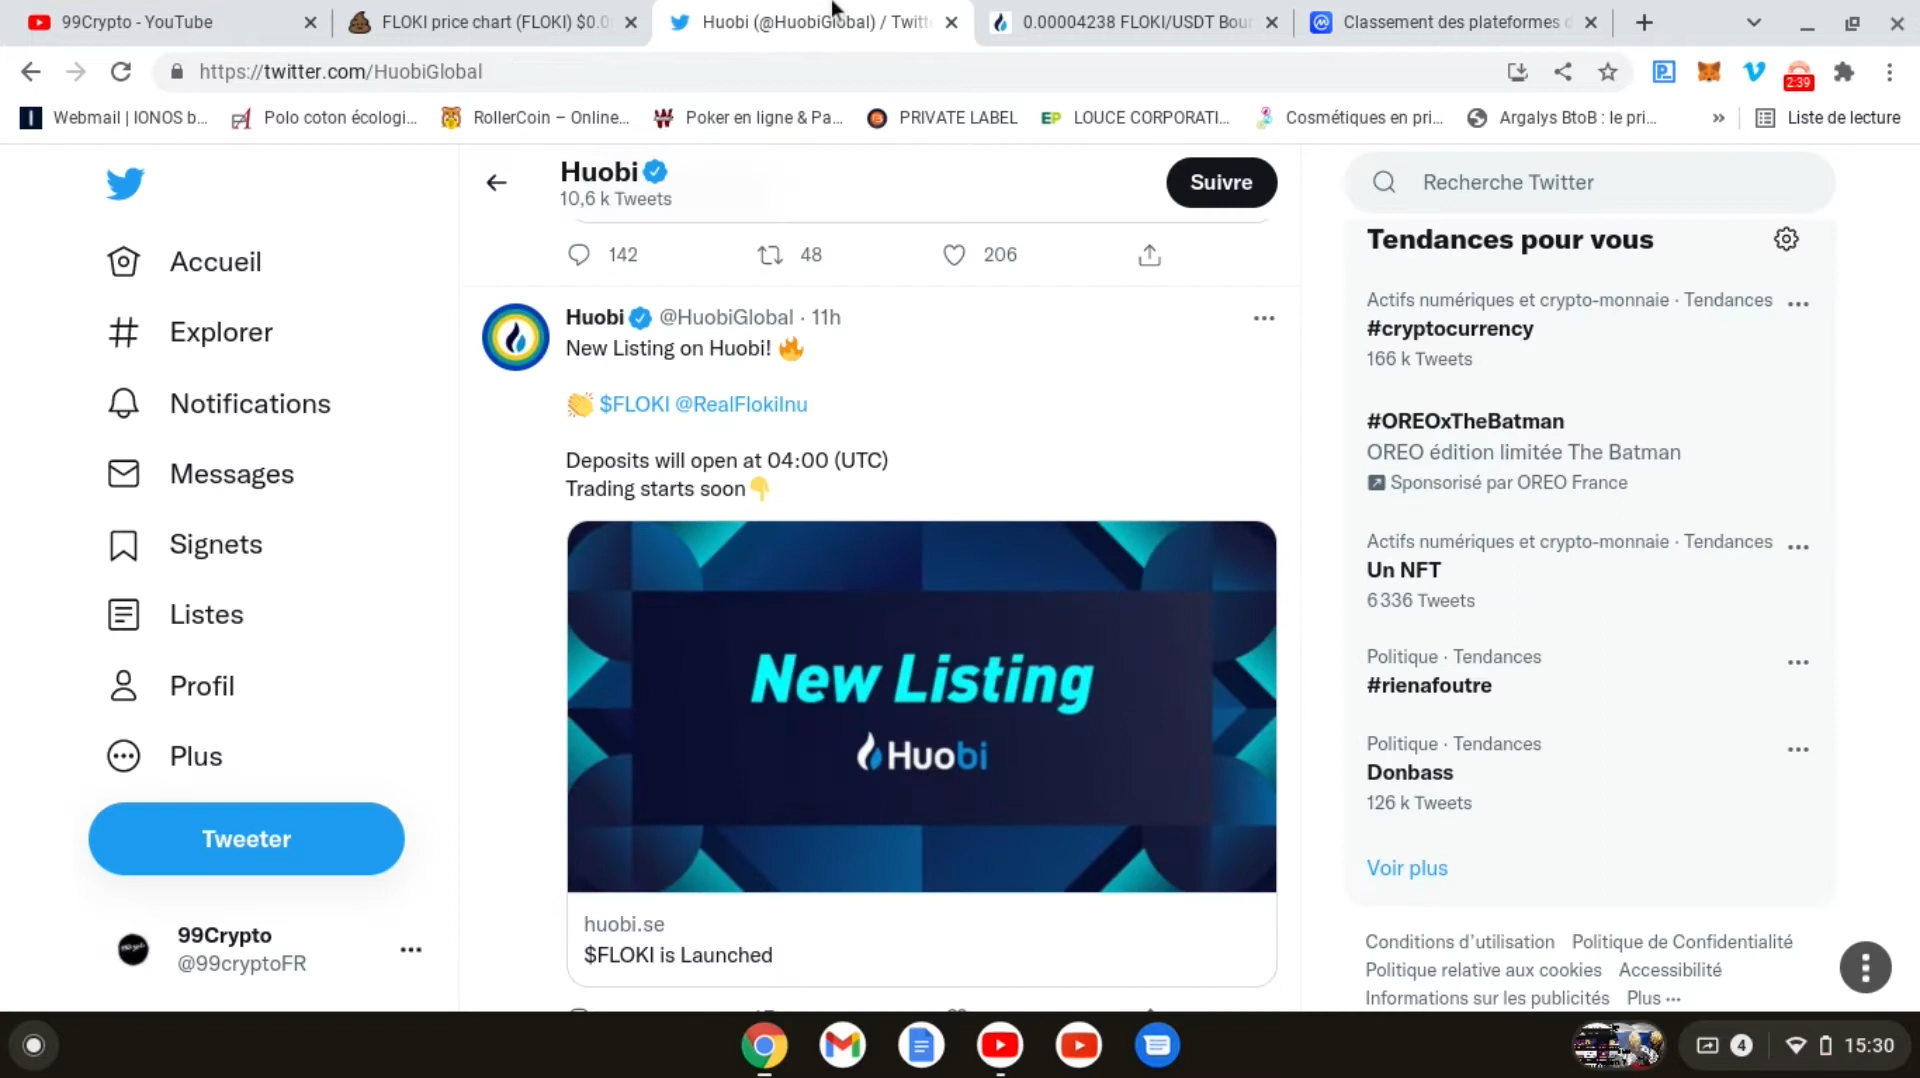 99Crypto - YouTube
FLOKI price chart (FLOKI) $0.0
Huobi (@HuobiGlobal) / Twitt
0.00004238 FLOKI/USDT Bou
Classement des plateformes
https://twitter.com/HuobiGlobal
2:39
Webmail | IONOS b...
Polo coton écologi...
RollerCoin – Online...
Poker en ligne & Pa...
PRIVATE LABEL
EP LOUCE CORPORATI...
Cosmétiques en pri...
Argalys BtoB : le pri...
»
Liste de lecture
Accueil
Explorer
Notifications
Messages
Signets
Listes
Profil
Plus
Tweeter
99Crypto
@99cryptoFR
Huobi
10,6 k Tweets
Suivre
142 48 206
Huobi @HuobiGlobal · 11h
New Listing on Huobi! 🔥
👏 $FLOKI @RealFlokiInu
Deposits will open at 04:00 (UTC)
Trading starts soon👇
New Listing
Huobi
huobi.se
$FLOKI is Launched
Recherche Twitter
Tendances pour vous
Actifs numériques et crypto-monnaie · Tendances
#cryptocurrency
166 k Tweets
#OREOxTheBatman
OREO édition limitée The Batman
Sponsorisé par OREO France
Actifs numériques et crypto-monnaie · Tendances
Un NFT
6 336 Tweets
Politique · Tendances
#rienafoutre
Politique · Tendances
Donbass
126 k Tweets
Voir plus
Conditions d’utilisation Politique de Confidentialité
Politique relative aux cookies Accessibilité
Informations sur les publicités Plus ···
4
15:30